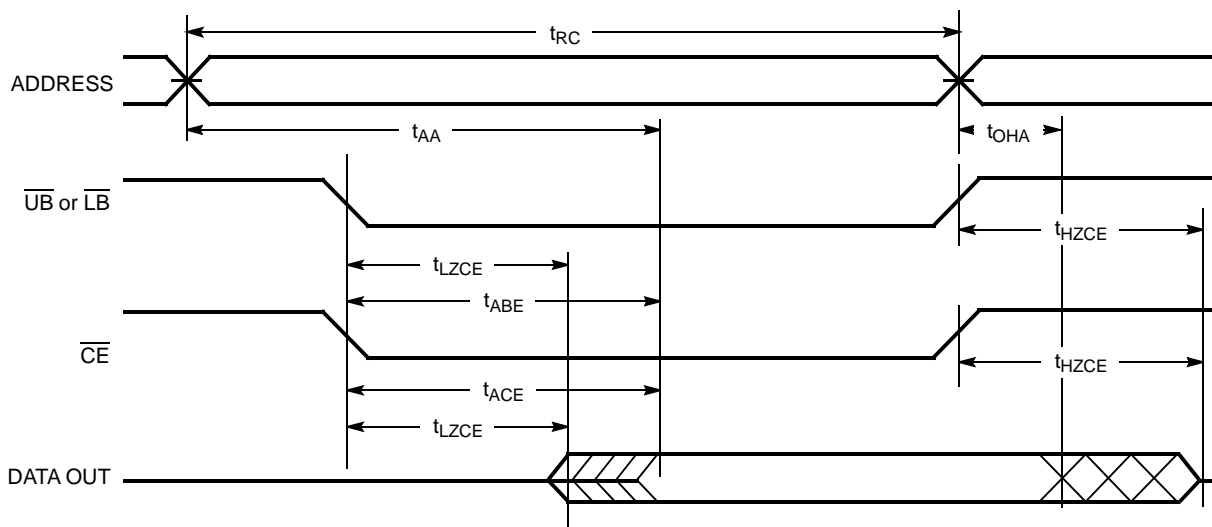 tRC
ADDRESS
tAA
tOHA
UB or LB
tHZCE
tLZCE
tABE
CE
tHZCE
tACE
tLZCE
DATA OUT